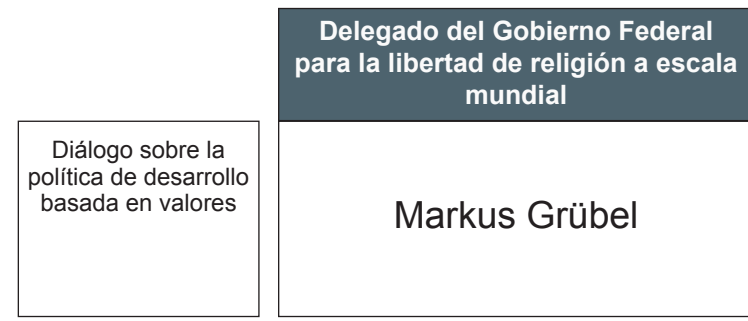 Delegado del Gobierno Federal
para la libertad de religión a escala
mundial
Diálogo sobre la
política de desarrollo
basada en valores
Markus Grübel